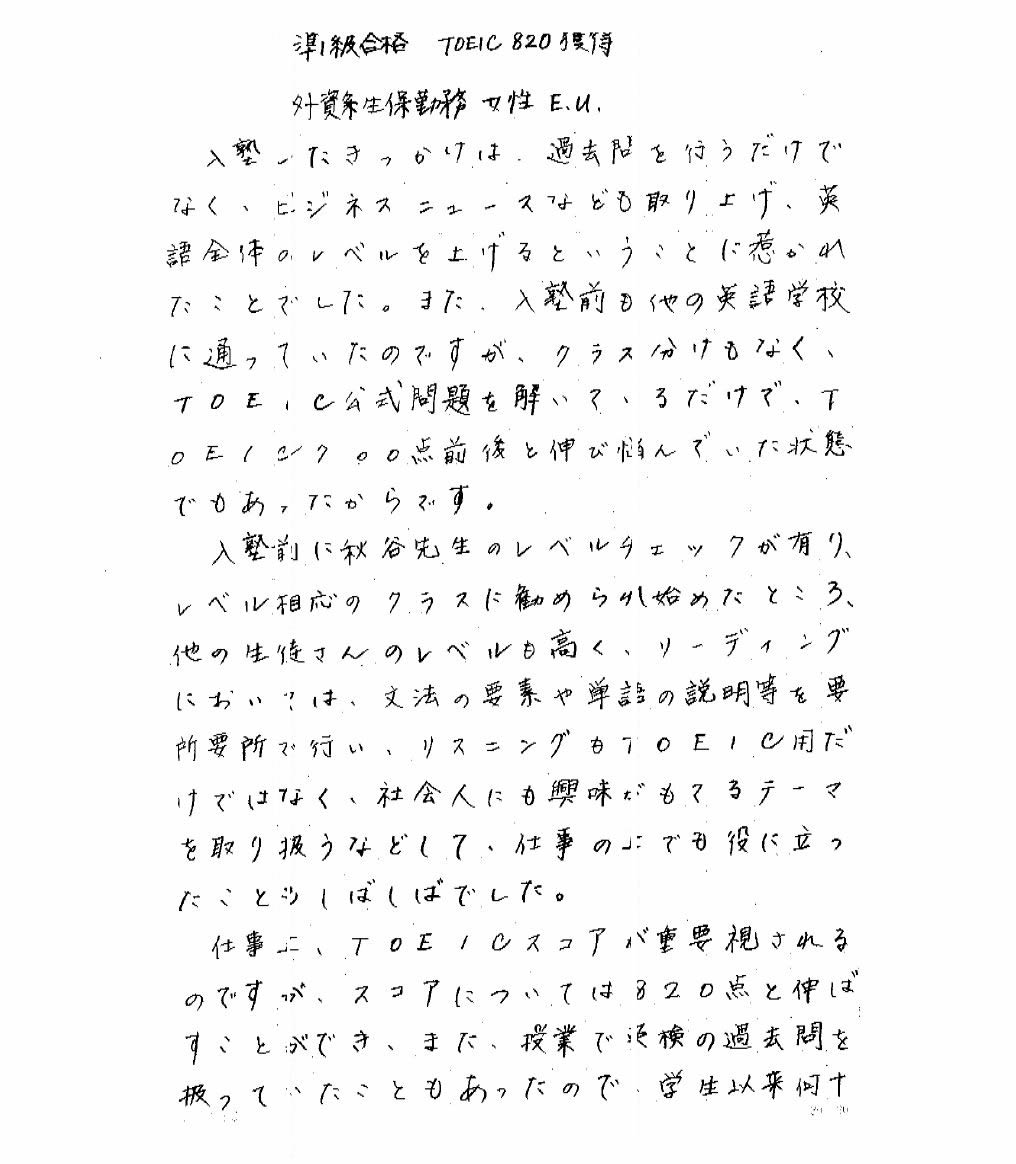 準1級合格 TOEIC 820獲得
外資系生保勤務 女性 E.U.
入塾したきっかけは、過去問を行うだけで
なく、ビジネスニュースなども取り上げ、英
語全体のレベルを上げるということに惹かれ
たことでした。また、入塾前も他の英語学校
に通っていたのですが、クラス分けもなく、
TOEIC公式問題を解いているだけで、T
OEIC700点前後と伸び悩んでいた状態
でもあったからです。
入塾前に秋谷先生のレベルチェックが有り、
レベル相応のクラスに勧められ始めたところ、
他の生徒さんのレベルも高く、リーディング
においては、文法の要素や単語の説明等を要
所要所で行い、リスニングもTOEIC用だ
けではなく、社会人にも興味がもてるテーマ
を取り扱うなどして、仕事の上でも役に立っ
たこともしばしばでした。
仕事上、TOEICスコアが重要視される
のですが、スコアについては820点と伸ば
すことができ、また、授業で英検の過去問を
扱っていたこともあったので、学生以来何十